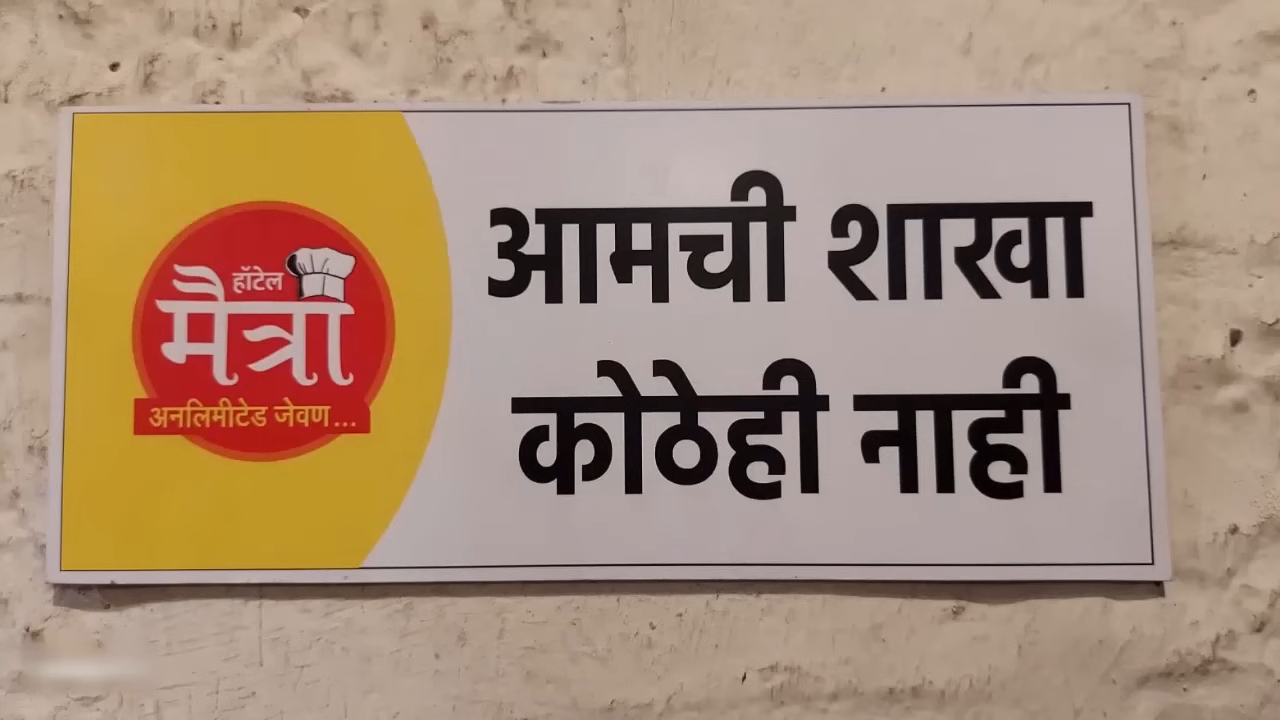 हॉटेल
मैत्री
अनलिमीटेड जेवण...
आमची शाखा
कोठेही नाही